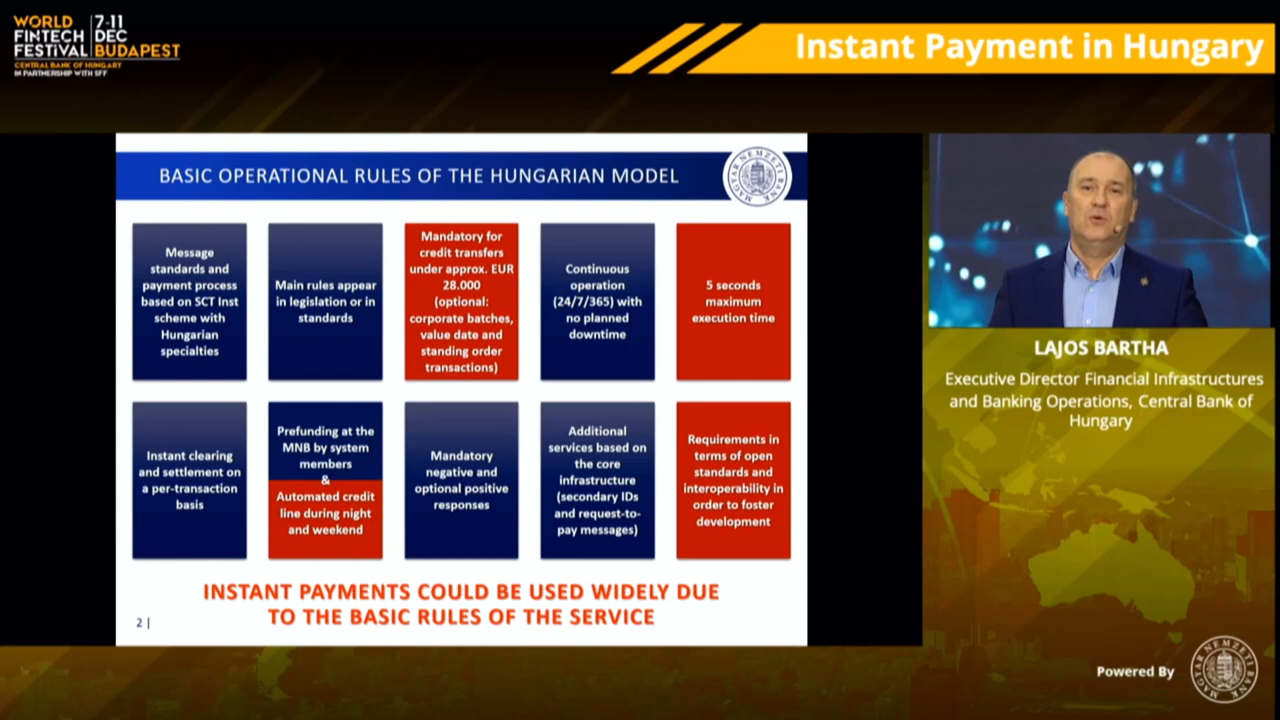 WORLD
FINTECH
FESTIVAL
7-11
DEC
BUDAPEST
CENTRAL BANK OF HUNGARY
IN PARTNERSHIP WITH SFF
Instant Payment in Hungary
BASIC OPERATIONAL RULES OF THE HUNGARIAN MODEL
MAGYAR NEMZETI BANK
Message
standards and
payment process
based on SCT Inst
scheme with
Hungarian
specialties
Main rules appear
in legislation or in
standards
Mandatory for
credit transfers
under approx. EUR
28.000
(optional:
corporate batches,
value date and
standing order
transactions)
Continuous
operation
(24/7/365) with
no planned
downtime
5 seconds
maximum
execution time
Instant clearing
and settlement on
a per-transaction
basis
Prefunding at the
MNB by system
members
&
Automated credit
line during night
and weekend
Mandatory
negative and
optional positive
responses
Additional
services based on
the core
infrastructure
(secondary IDs
and request-to-
pay messages)
Requirements in
terms of open
standards and
interoperability in
order to foster
development
INSTANT PAYMENTS COULD BE USED WIDELY DUE
TO THE BASIC RULES OF THE SERVICE
2 |
LAJOS BARTHA
Executive Director Financial Infrastructures
and Banking Operations, Central Bank of
Hungary
Powered By
MAGYAR NEMZETI BANK